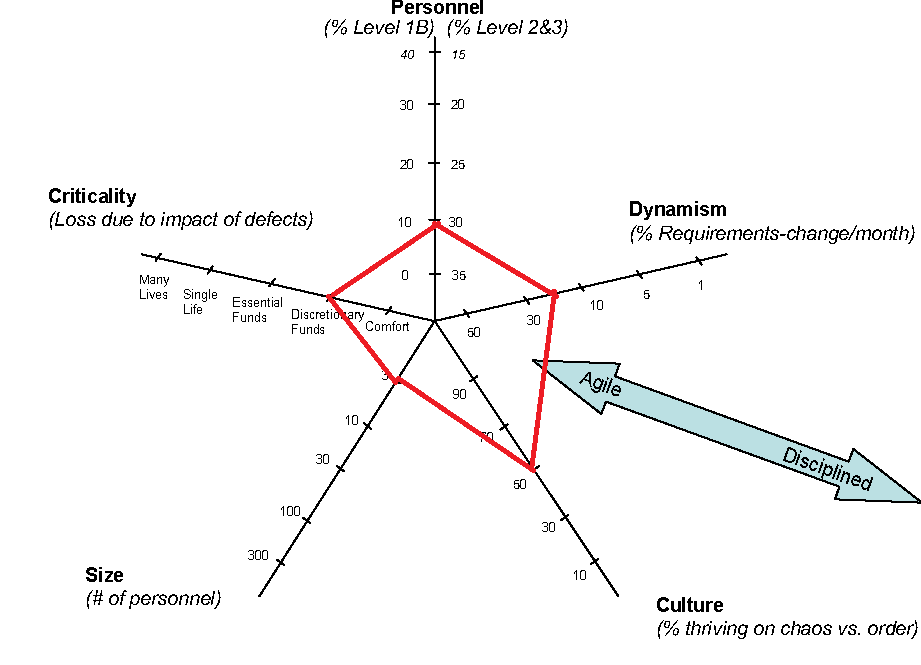 Personnel
(% Level 1B) (% Level 2&3)
40 15
30 20
20 25
10 30
0 35
Criticality
(Loss due to impact of defects)
Many
Lives
Single
Life
Essential
Funds
Discretionary
Funds
Comfort
Dynamism
(% Requirements-change/month)
50
30
10
5
1
Agile
Disciplined
3
10
30
100
300
Size
(# of personnel)
90
70
50
30
10
Culture
(% thriving on chaos vs. order)